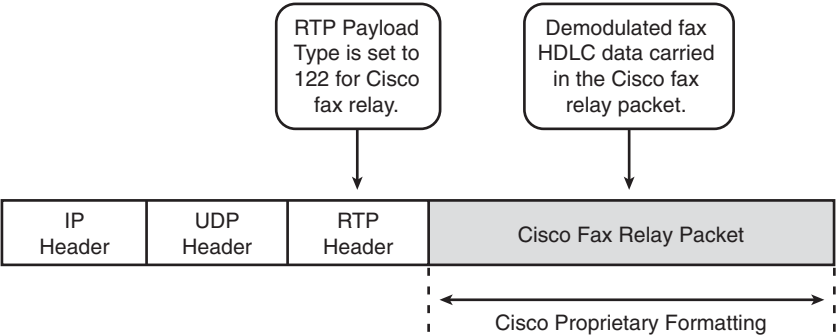 RTP Payload
Type is set to
122 for Cisco
fax relay.
Demodulated fax
HDLC data carried
in the Cisco fax
relay packet.
IP
Header
UDP
Header
RTP
Header
Cisco Fax Relay Packet
Cisco Proprietary Formatting